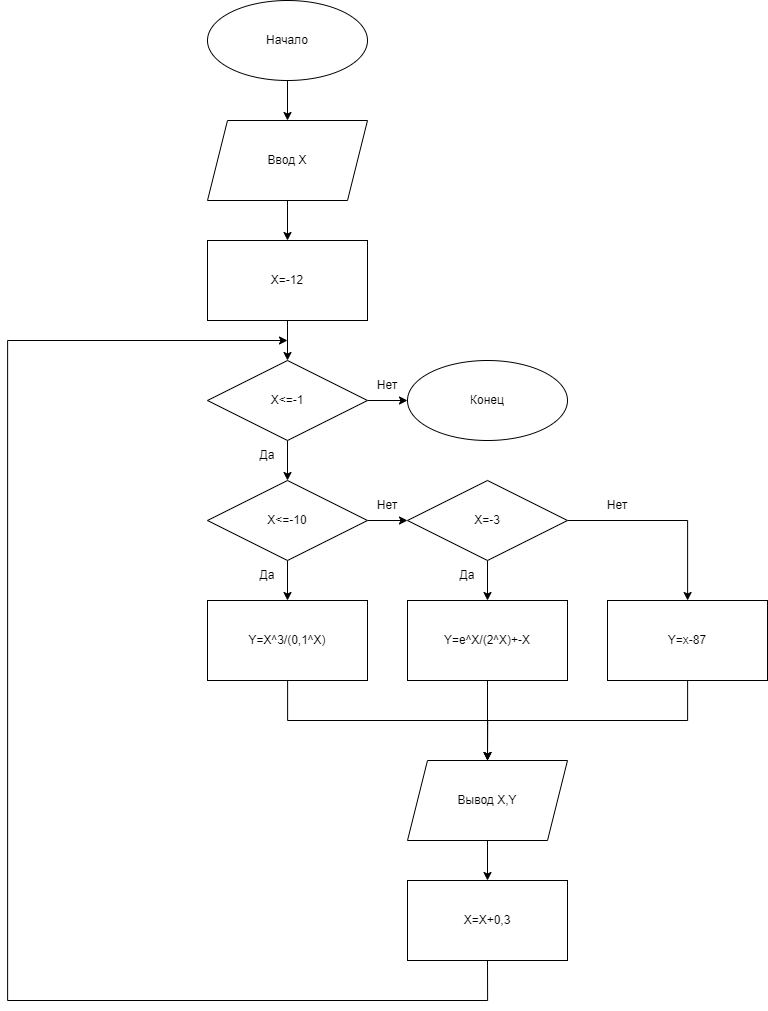 Начало
Ввод X
X=-12
X<=-1
Нет
Конец
Да
X<=-10
Нет
X=-3
Нет
Да
Да
Y=X^3/(0,1^X)
Y=e^X/(2^X)+-X
Y=x-87
Вывод X,Y
X=X+0,3